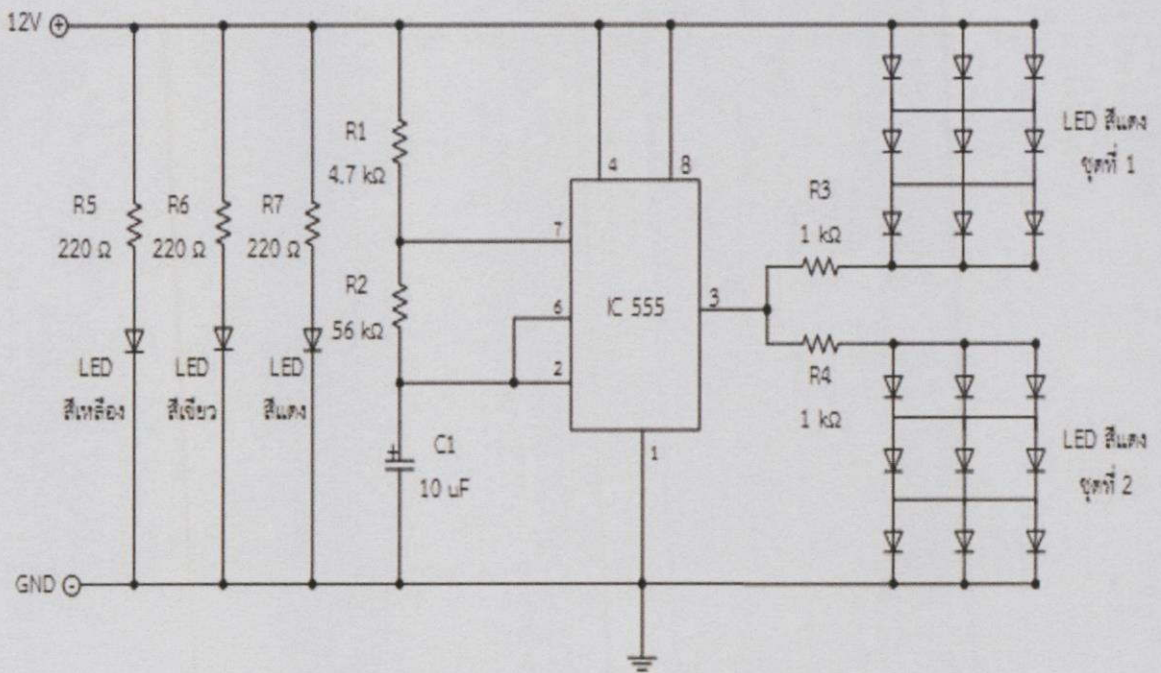 12V
R1
4.7 kΩ
4
8
LED สีแดง
ชุดที่ 1
R5
220 Ω
R6
220 Ω
R7
220 Ω
R3
1 kΩ
7
R2
56 kΩ
6
IC 555
3
2
LED
สีเหลือง
LED
สีเขียว
LED
สีแดง
R4
1 kΩ
1
C1
+
10 uF
LED สีแดง
ชุดที่ 2
GND